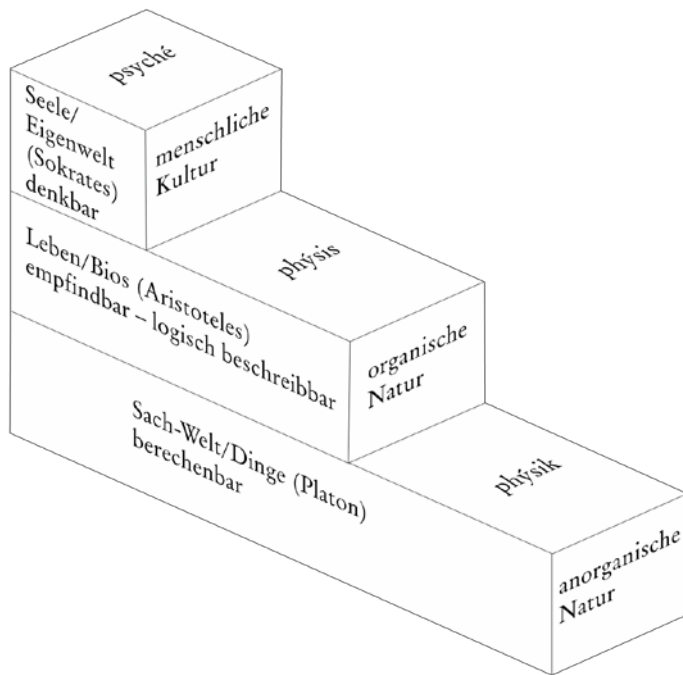 psyché
Seele/
Eigenwelt
(Sokrates)
denkbar
menschliche
Kultur
phýsis
Leben/Bios (Aristoteles)
empfindbar – logisch beschreibbar
organische
Natur
phýsik
Sach-Welt/Dinge (Platon)
berechenbar
anorganische
Natur